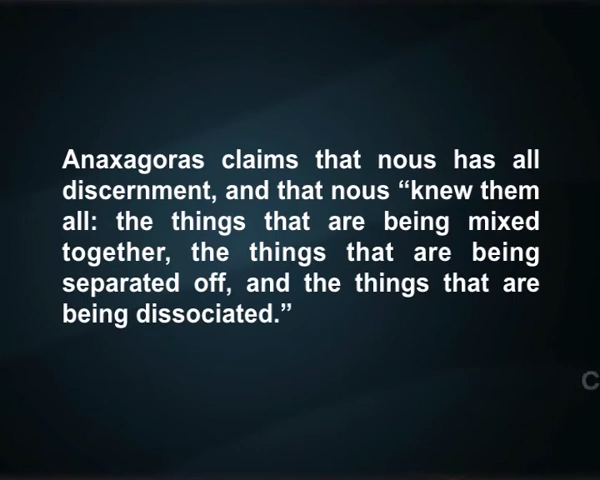 Anaxagoras claims that nous has all
discernment, and that nous “knew them
all: the things that are being mixed
together, the things that are being
separated off, and the things that are
being dissociated.”
C